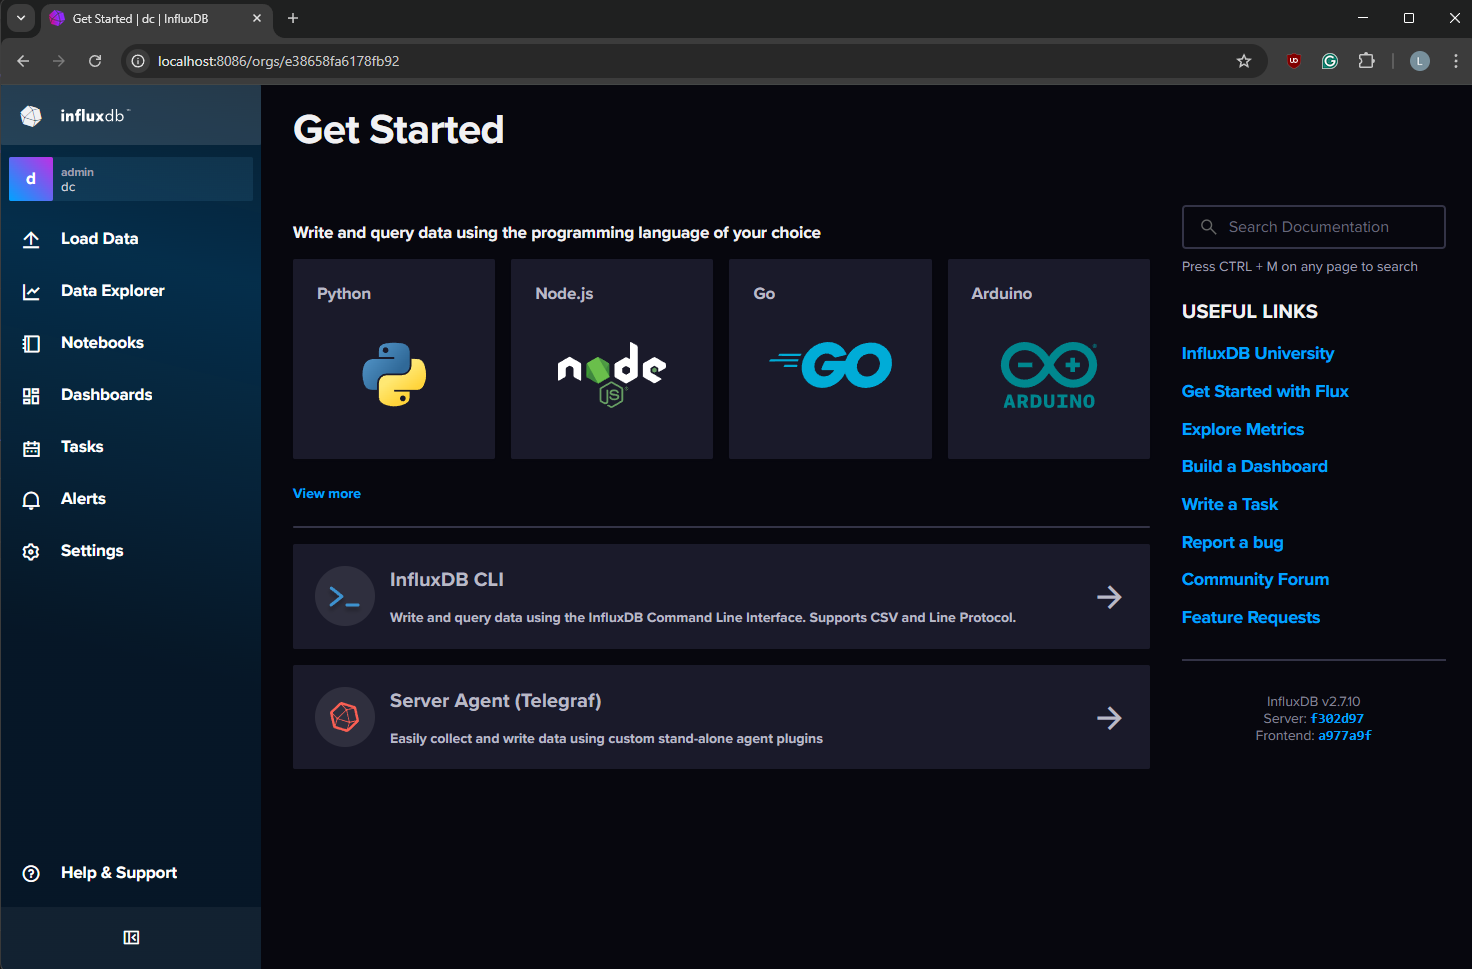 Get Started | dc | InfluxDB
localhost:8086/orgs/e38658fa6178fb92
UD
G
L
influxdb™
d
admin
dc
Load Data
Data Explorer
Notebooks
Dashboards
Tasks
Alerts
Settings
Help & Support
Get Started
Write and query data using the programming language of your choice
Python
Node.js
node
JS
Go
GO
Arduino
ARDUINO
View more
InfluxDB CLI
Write and query data using the InfluxDB Command Line Interface. Supports CSV and Line Protocol.
Server Agent (Telegraf)
Easily collect and write data using custom stand-alone agent plugins
Search Documentation
Press CTRL + M on any page to search
USEFUL LINKS
InfluxDB University
Get Started with Flux
Explore Metrics
Build a Dashboard
Write a Task
Report a bug
Community Forum
Feature Requests
InfluxDB v2.7.10
Server: f302d97
Frontend: a977a9f